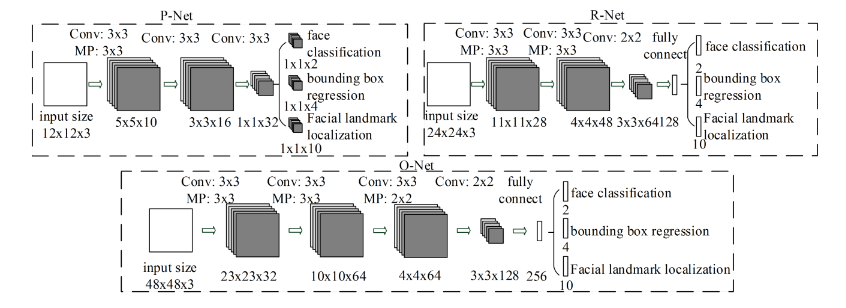 P-Net
Conv: 3x3 Conv: 3x3 Conv: 3x3
MP: 3x3
face
classification
1x1x2
bounding box
regression
1x1x4
Facial landmark
localization
1x1x10
input size
12x12x3
5x5x10
3x3x16
1x1x32
R-Net
Conv: 3x3 Conv: 3x3 Conv: 2x2 fully
MP: 3x3 MP: 3x3 connect
face classification
2
bounding box
regression
4
Facial landmark
localization
10
input size
24x24x3
11x11x28
4x4x48
3x3x64
128
O-Net
Conv: 3x3 Conv: 3x3 Conv: 3x3 Conv: 2x2 fully
MP: 3x3 MP: 3x3 MP: 2x2 connect
face classification
2
bounding box regression
4
Facial landmark localization
10
input size
48x48x3
23x23x32
10x10x64
4x4x64
3x3x128
256